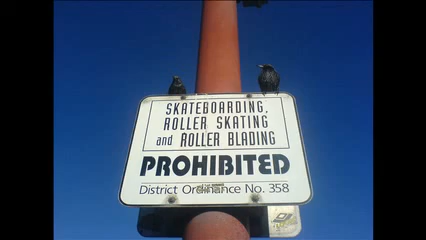 SKATEBOARDING,
ROLLER SKATING
and ROLLER BLADING
PROHIBITED
District Ordinance No. 358